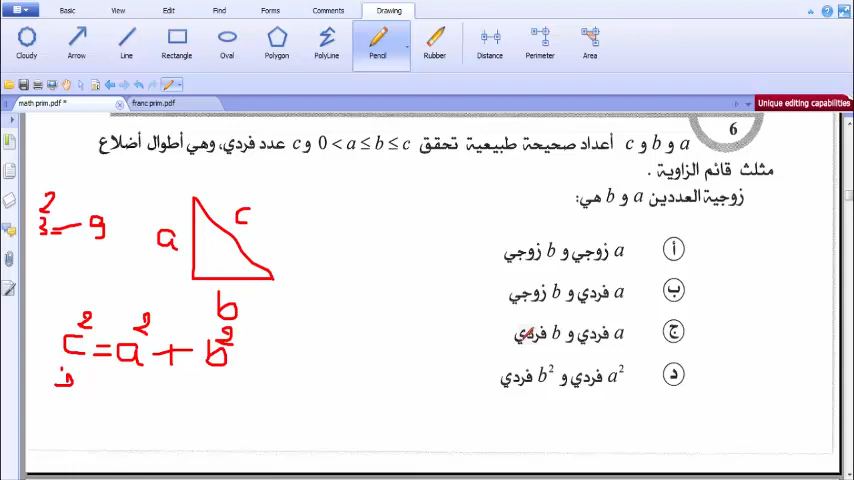 Basic View Edit Find Forms Comments Drawing
Cloudy Arrow Line Rectangle Oval Polygon PolyLine Pencil Rubber Distance Perimeter Area
math prim.pdf * franc prim.pdf Unique editing capabilities
6
a و b و c أعداد صحيحة طبيعية تحقق 0 < a ≤ b ≤ c و c عدد فردي، وهي أطوال أضلاع
مثلث قائم الزاوية .
زوجية العددين a و b هي:
أ a زوجي و b زوجي
ب a فردي و b زوجي
ج a فردي و b فردي
د a² فردي و b² فردي
3² = 9
a c
b
c² = a² + b²